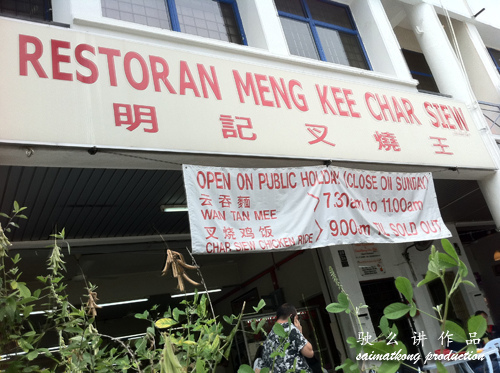 RESTORAN MENG KEE CHAR SIEW
明記叉燒王
OPEN ON PUBLIC HOLIDAY (CLOSE ON SUNDAY)
云吞麵
WAN TAN MEE
7.30am to 11.00am
叉烧鸡饭
CHAR SIEW CHICKEN RICE
9.00am TIL SOLD OUT
驶么讲作品
saimatkong production